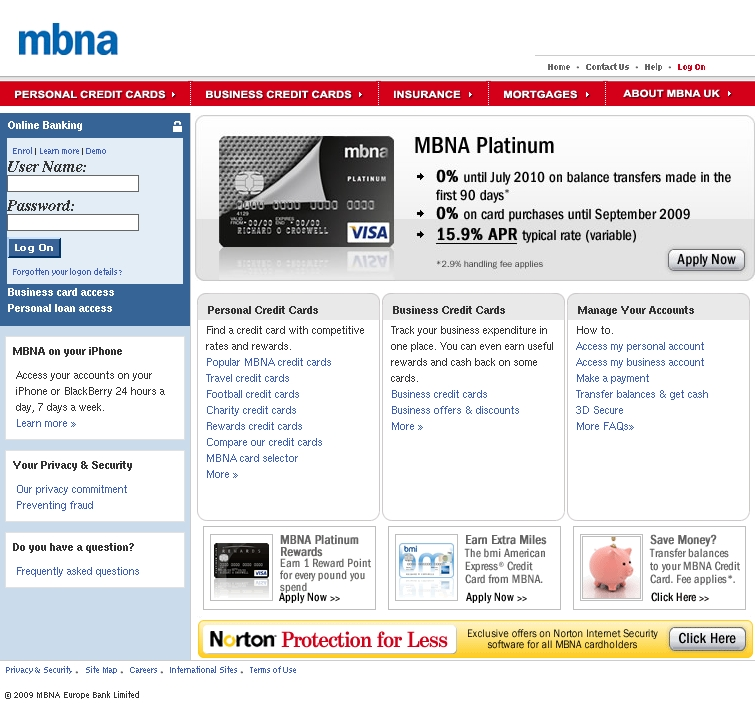 mbna
Home • Contact Us • Help • Log On
PERSONAL CREDIT CARDS
BUSINESS CREDIT CARDS
INSURANCE
MORTGAGES
ABOUT MBNA UK
Online Banking
Enrol | Learn more | Demo
User Name:
Password:
Log On
Forgotten your logon details?
Business card access
Personal loan access
MBNA on your iPhone
Access your accounts on your
iPhone or BlackBerry 24 hours a
day, 7 days a week.
Learn more »
Your Privacy & Security
Our privacy commitment
Preventing fraud
Do you have a question?
Frequently asked questions
mbna
PLATINUM
4129
RICHARD O CROSWELL
VISA
MBNA Platinum
0% until July 2010 on balance transfers made in the
first 90 days*
0% on card purchases until September 2009
15.9% APR typical rate (variable)
*2.9% handling fee applies
Apply Now
Personal Credit Cards
Find a credit card with competitive
rates and rewards.
Popular MBNA credit cards
Travel credit cards
Football credit cards
Charity credit cards
Rewards credit cards
Compare our credit cards
MBNA card selector
More »
Business Credit Cards
Track your business expenditure in
one place. You can even earn useful
rewards and cash back on some
cards.
Business credit cards
Business offers & discounts
More »
Manage Your Accounts
How to.
Access my personal account
Access my business account
Make a payment
Transfer balances & get cash
3D Secure
More FAQs»
REWARDS
VISA
MBNA Platinum
Rewards
Earn 1 Reward Point
for every pound you
spend
Apply Now >>
bmi
Earn Extra Miles
The bmi American
Express® Credit
Card from MBNA.
Apply Now >>
Save Money?
Transfer balances
to your MBNA Credit
Card. Fee applies*.
Click Here >>
Norton Protection for Less
Exclusive offers on Norton Internet Security
software for all MBNA cardholders
Click Here
Privacy & Security • Site Map • Careers • International Sites • Terms of Use
© 2009 MBNA Europe Bank Limited